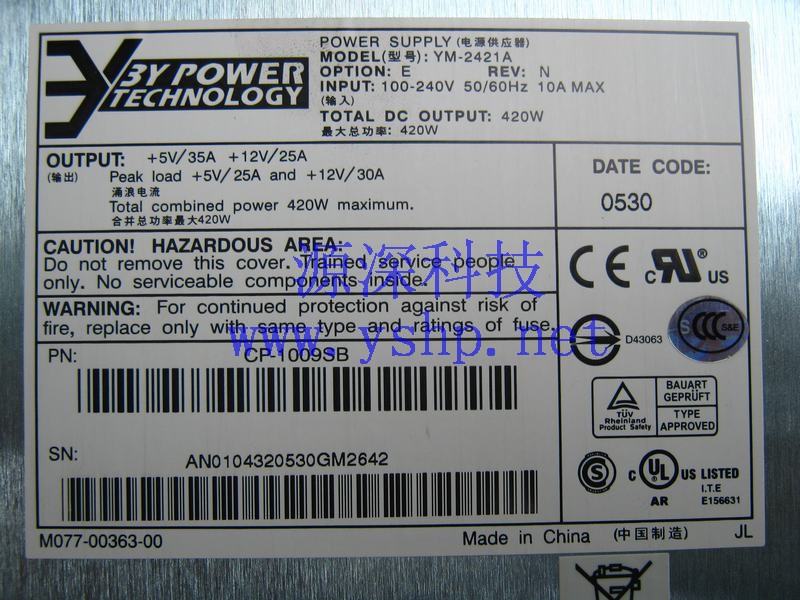 3Y POWER
TECHNOLOGY
POWER SUPPLY (电源供应器)
MODEL(型号): YM-2421A
OPTION: E REV: N
INPUT: 100-240V 50/60Hz 10A MAX
(输入)
TOTAL DC OUTPUT: 420W
最大总功率: 420W
OUTPUT: +5V/35A +12V/25A
(输出) Peak load +5V/25A and +12V/30A
涌浪电流
Total combined power 420W maximum.
合并总功率最大420W
DATE CODE:
0530
CAUTION! HAZARDOUS AREA:
Do not remove this cover. Trained service people
only. No serviceable components inside.
WARNING: For continued protection against risk of
fire, replace only with same type and ratings of fuse.
源深科技
www.yshp.net
CE c RU ® US
D43063
S CCC S&E
PN: CP-1009SB
TÜV
Rheinland
Product Safety
BAUART
GEPRÜFT
TYPE
APPROVED
SN: AN0104320530GM2642
S c UL US LISTED
I.T.E
AR E156631
M077-00363-00 Made in China (中国制造) JL